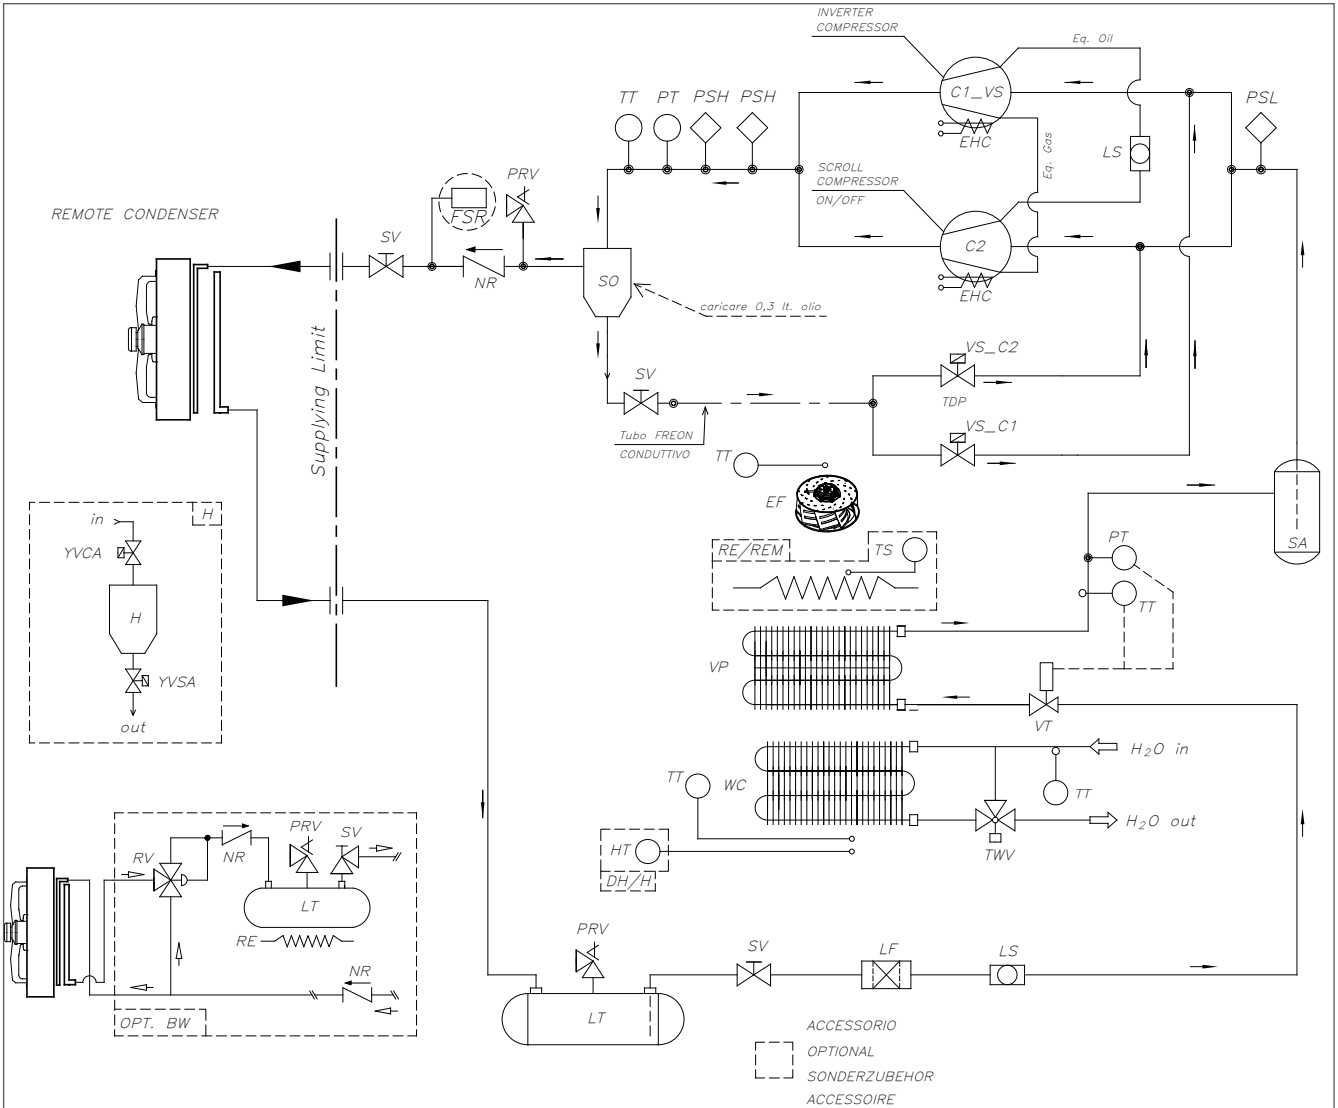 INVERTER
COMPRESSOR
Eq. Oil
C1_VS
EHC
TT PT PSH PSH
PSL
LS
Eq. Gas
SCROLL
COMPRESSOR
ON/OFF
C2
EHC
REMOTE CONDENSER
FSR
PRV
SV
NR
SO
caricare 0,3 lt. olio
Supplying Limit
SV
Tubo FREON
CONDUTTIVO
VS_C2
TDP
VS_C1
TT
EF
SA
RE/REM
TS
PT
TT
VP
VT
in
H
YVCA
H
YVSA
out
H2O in
TT
WC
TT
H2O out
TWV
HT
DH/H
RV
NR
PRV
SV
LT
RE
NR
OPT. BW
PRV
LT
SV
LF
LS
ACCESSORIO
OPTIONAL
SONDERZUBEHOR
ACCESSOIRE